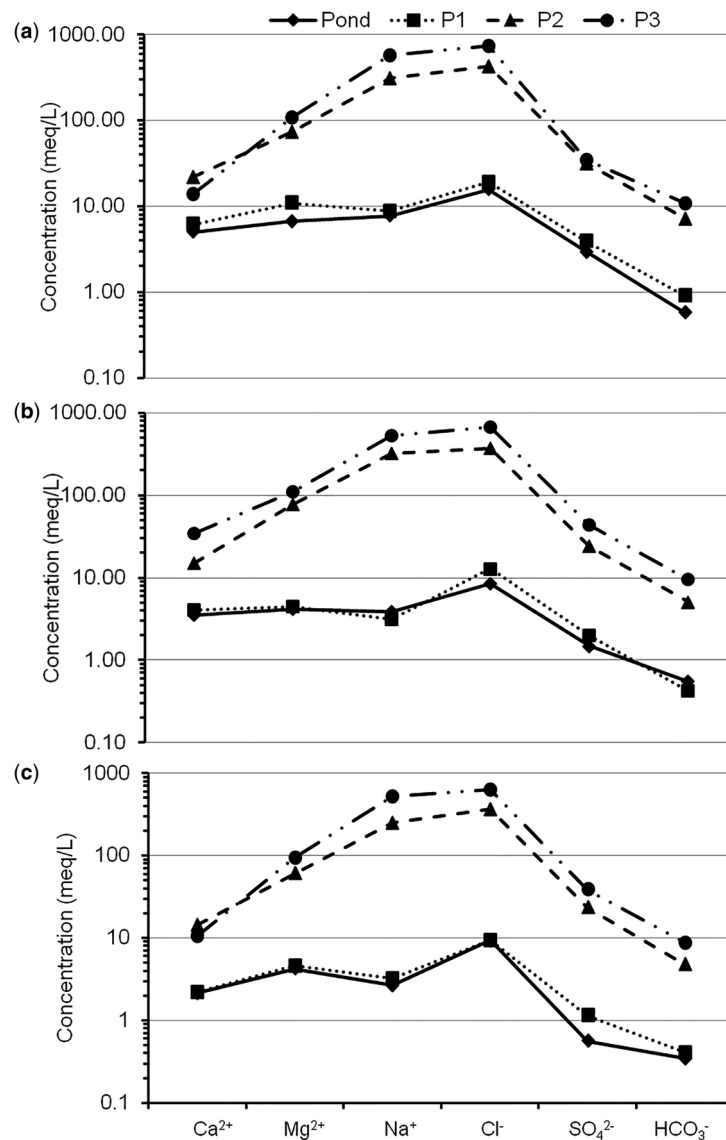 Pond P1 P2 P3
(a)
1000.00
100.00
10.00
1.00
0.10
Concentration (meq/L)
(b)
1000.00
100.00
10.00
1.00
0.10
Concentration (meq/L)
(c)
1000
100
10
1
0.1
Concentration (meq/L)
Ca²⁺ Mg²⁺ Na⁺ Cl⁻ SO₄²⁻ HCO₃⁻